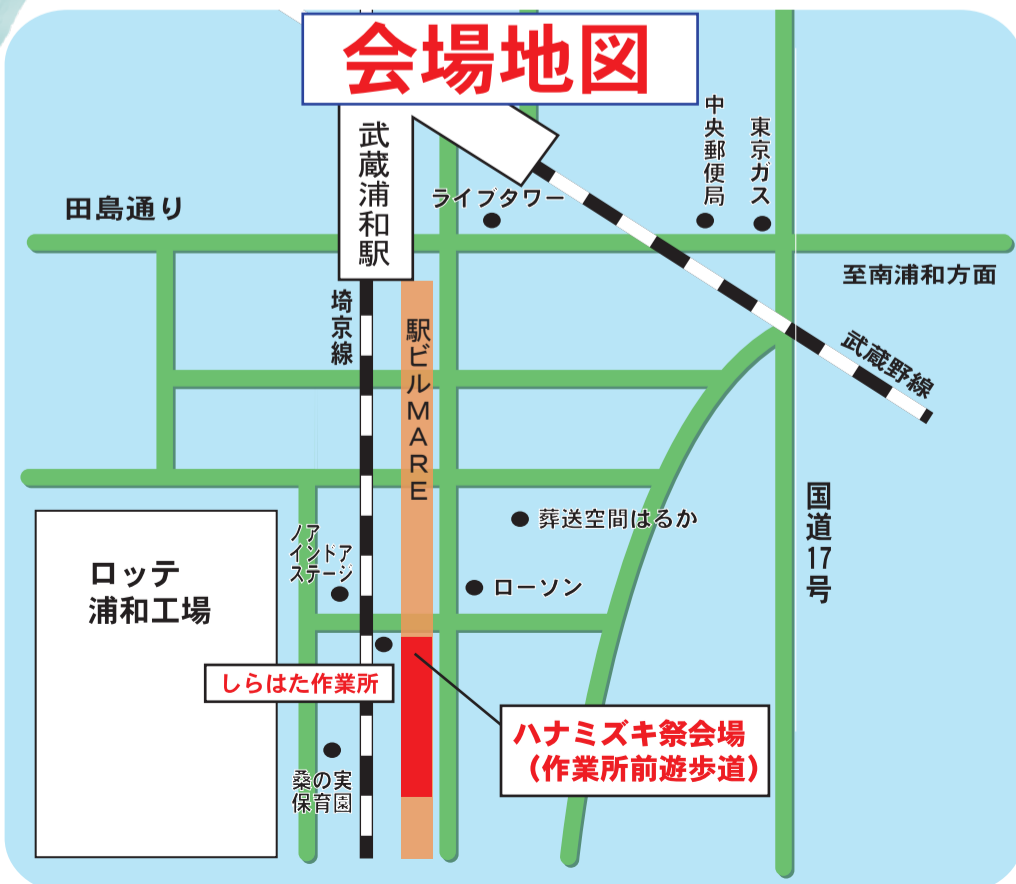 会場地図
武蔵浦和駅
中央郵便局
東京ガス
ライブタワー
田島通り
至南浦和方面
埼京線
駅ビルMARE
武蔵野線
国道17号
葬送空間はるか
ノア
インドア
ステージ
ローソン
ロッテ
浦和工場
しらはた作業所
ハナミズキ祭会場
（作業所前遊歩道）
桑の実
保育園